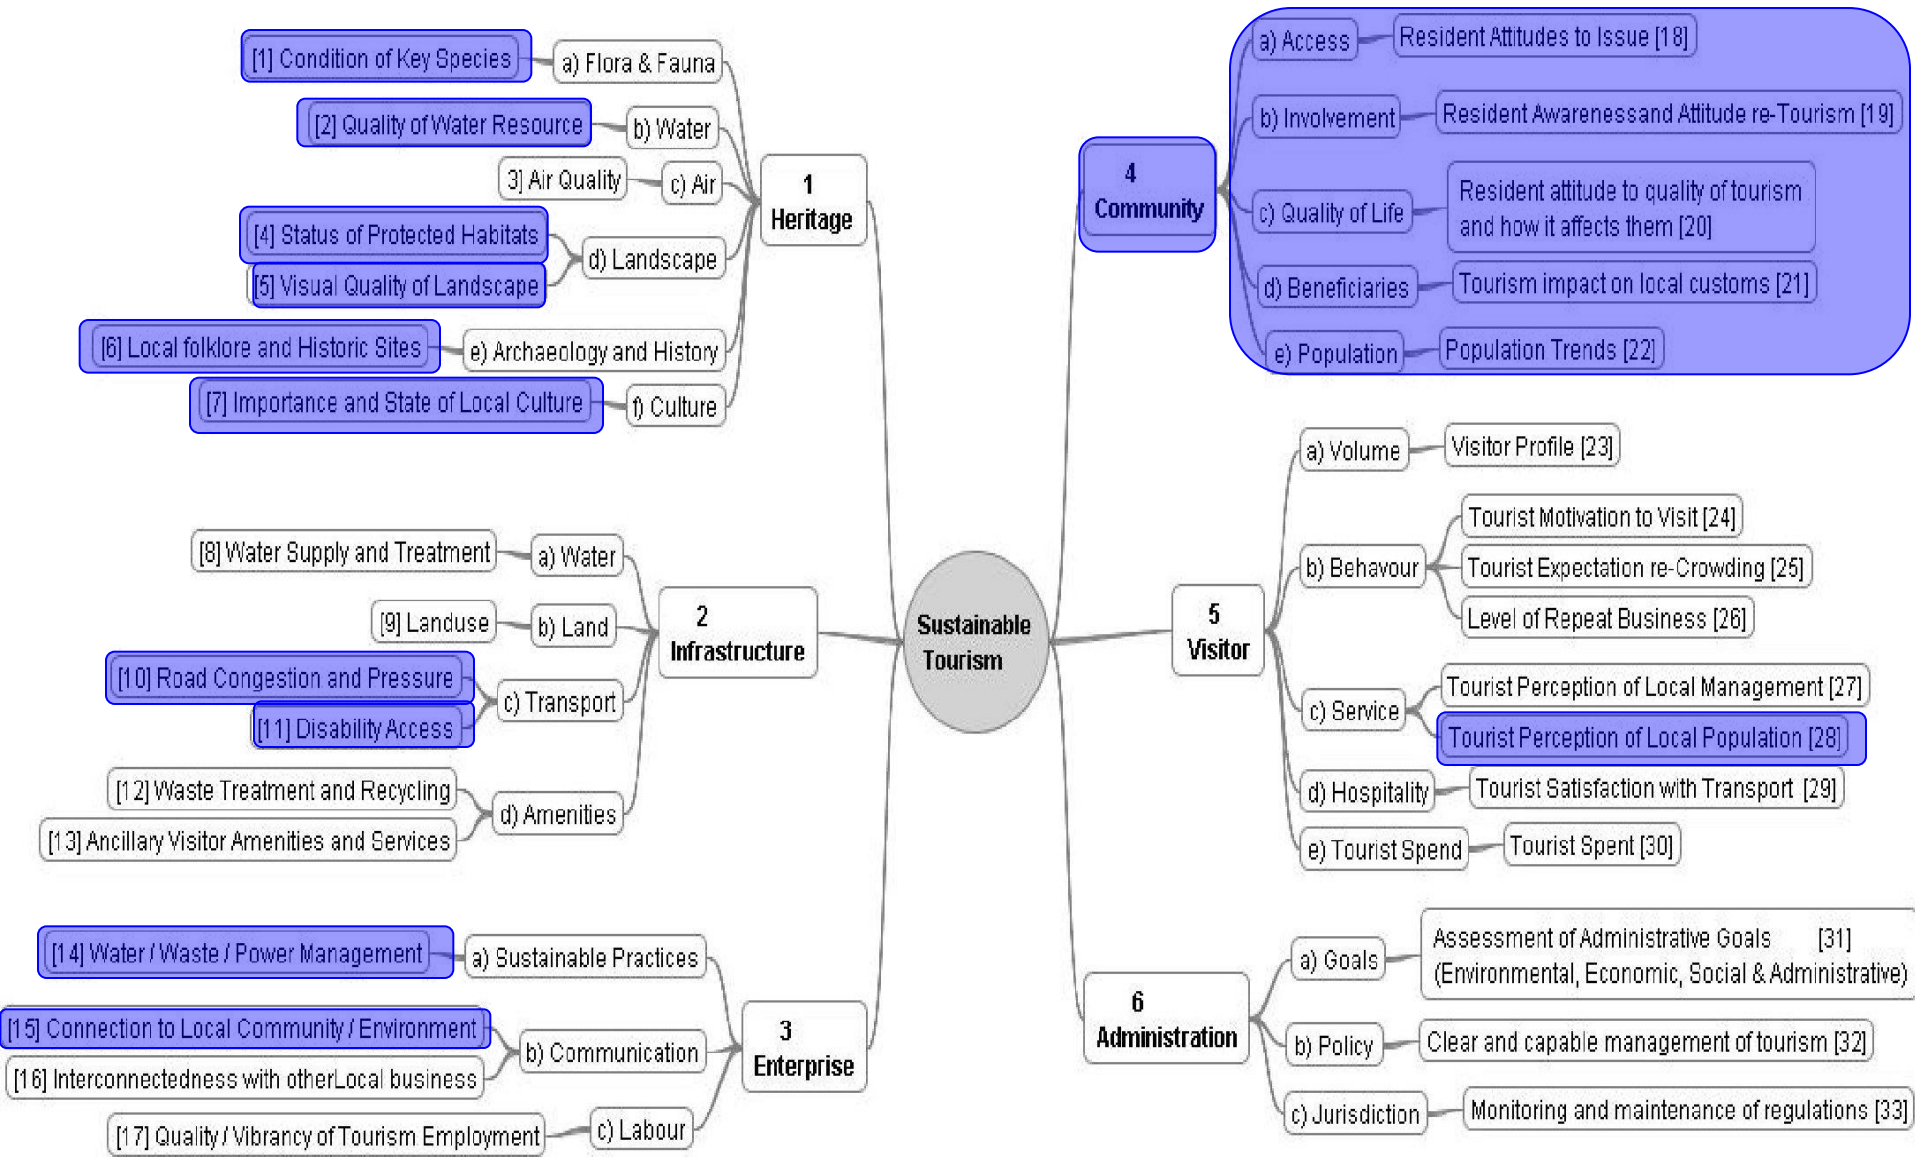 [1] Condition of Key Species
a) Flora & Fauna
[2] Quality of Water Resource
b) Water
3] Air Quality
c) Air
[4] Status of Protected Habitats
[5] Visual Quality of Landscape
d) Landscape
[6] Local folklore and Historic Sites
e) Archaeology and History
[7] Importance and State of Local Culture
f) Culture
1
Heritage
[8] Water Supply and Treatment
a) Water
[9] Landuse
b) Land
[10] Road Congestion and Pressure
[11] Disability Access
c) Transport
[12] Waste Treatment and Recycling
[13] Ancillary Visitor Amenities and Services
d) Amenities
2
Infrastructure
[14] Water / Waste / Power Management
a) Sustainable Practices
[15] Connection to Local Community / Environment
[16] Interconnectedness with otherLocal business
b) Communication
[17] Quality / Vibrancy of Tourism Employment
c) Labour
3
Enterprise
Sustainable
Tourism
4
Community
a) Access
Resident Attitudes to Issue [18]
b) Involvement
Resident Awarenessand Attitude re-Tourism [19]
c) Quality of Life
Resident attitude to quality of tourism
and how it affects them [20]
d) Beneficiaries
Tourism impact on local customs [21]
e) Population
Population Trends [22]
5
Visitor
a) Volume
Visitor Profile [23]
b) Behavour
Tourist Motivation to Visit [24]
Tourist Expectation re-Crowding [25]
Level of Repeat Business [26]
c) Service
Tourist Perception of Local Management [27]
Tourist Perception of Local Population [28]
d) Hospitality
Tourist Satisfaction with Transport [29]
e) Tourist Spend
Tourist Spent [30]
6
Administration
a) Goals
Assessment of Administrative Goals [31]
(Environmental, Economic, Social & Administrative)
b) Policy
Clear and capable management of tourism [32]
c) Jurisdiction
Monitoring and maintenance of regulations [33]